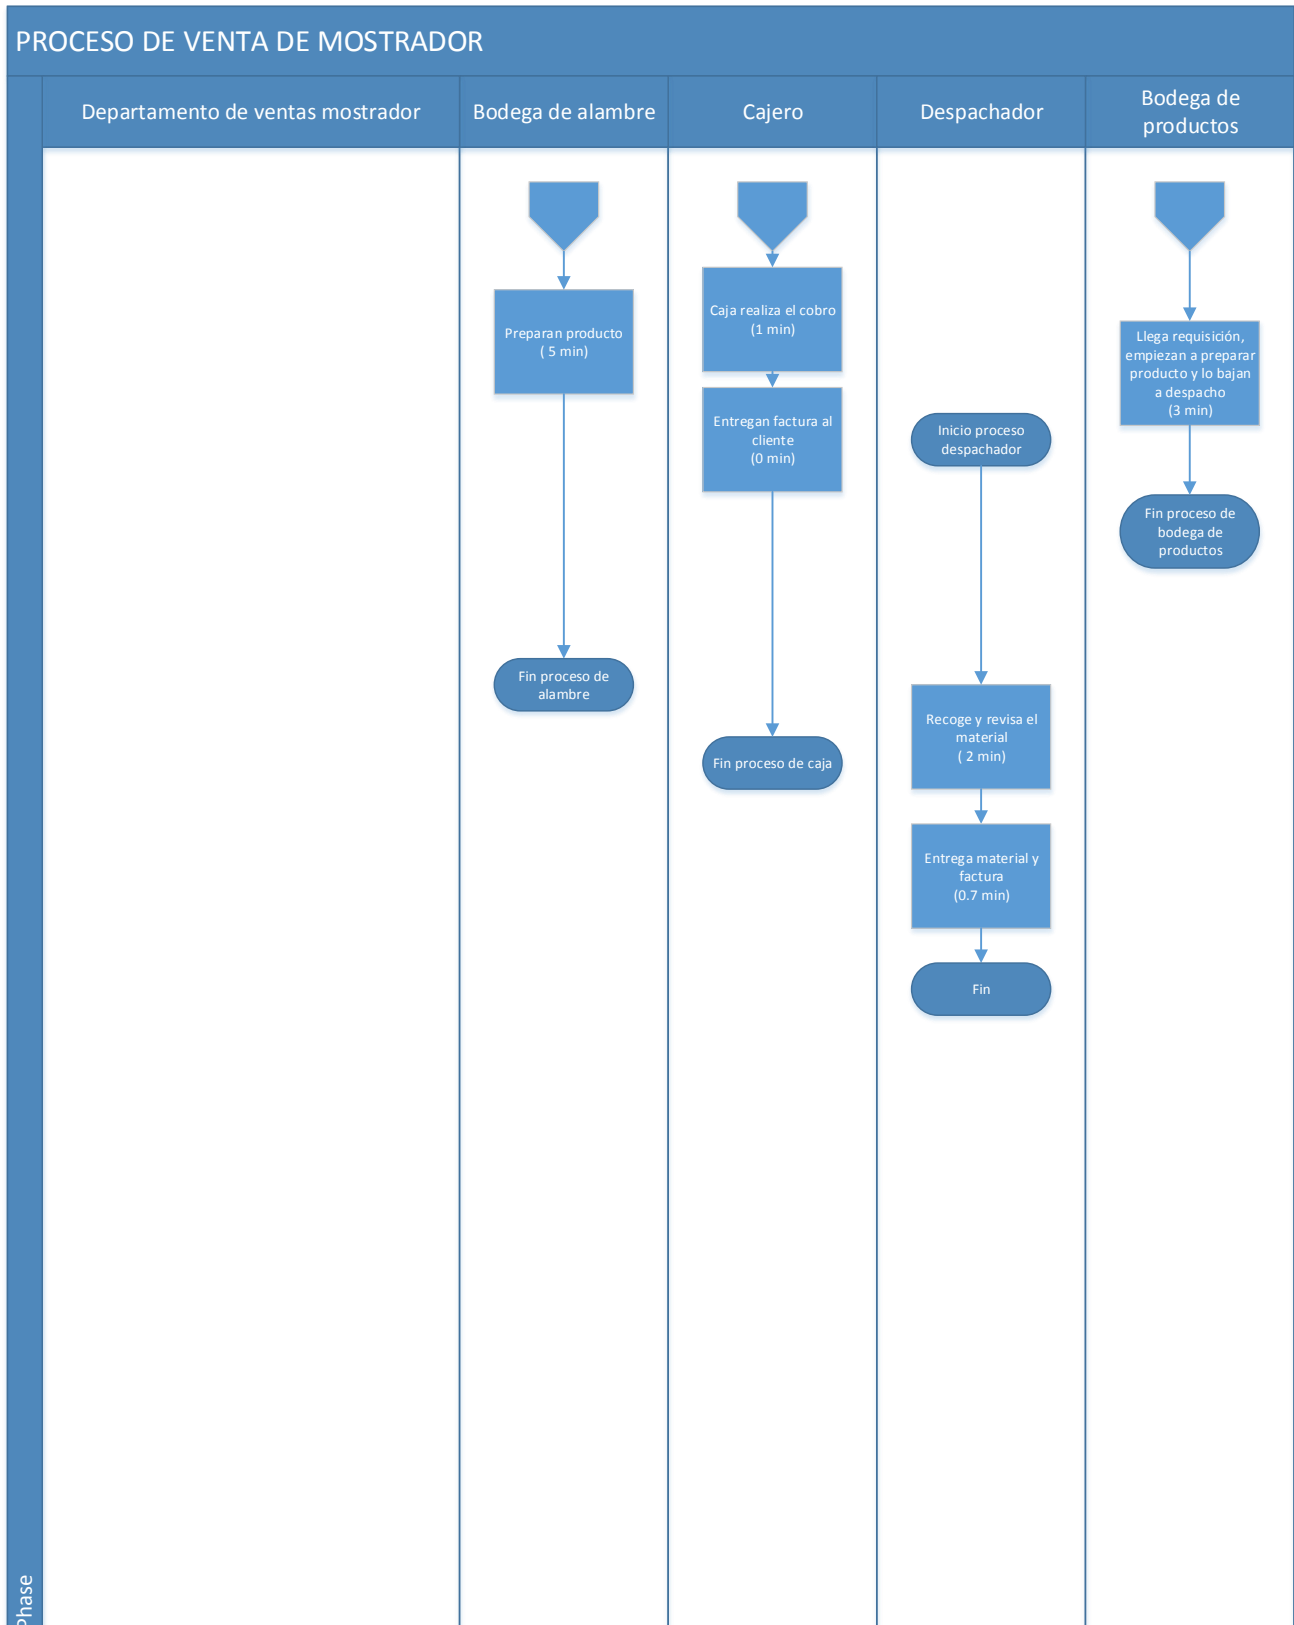 PROCESO DE VENTA DE MOSTRADOR
Departamento de ventas mostrador
Bodega de alambre
Cajero
Despachador
Bodega de
productos
Preparan producto
( 5 min)
Fin proceso de
alambre
Caja realiza el cobro
(1 min)
Entregan factura al
cliente
(0 min)
Fin proceso de caja
Inicio proceso
despachador
Recoge y revisa el
material
( 2 min)
Entrega material y
factura
(0.7 min)
Fin
Llega requisición,
empiezan a preparar
producto y lo bajan
a despacho
(3 min)
Fin proceso de
bodega de
productos
Phase